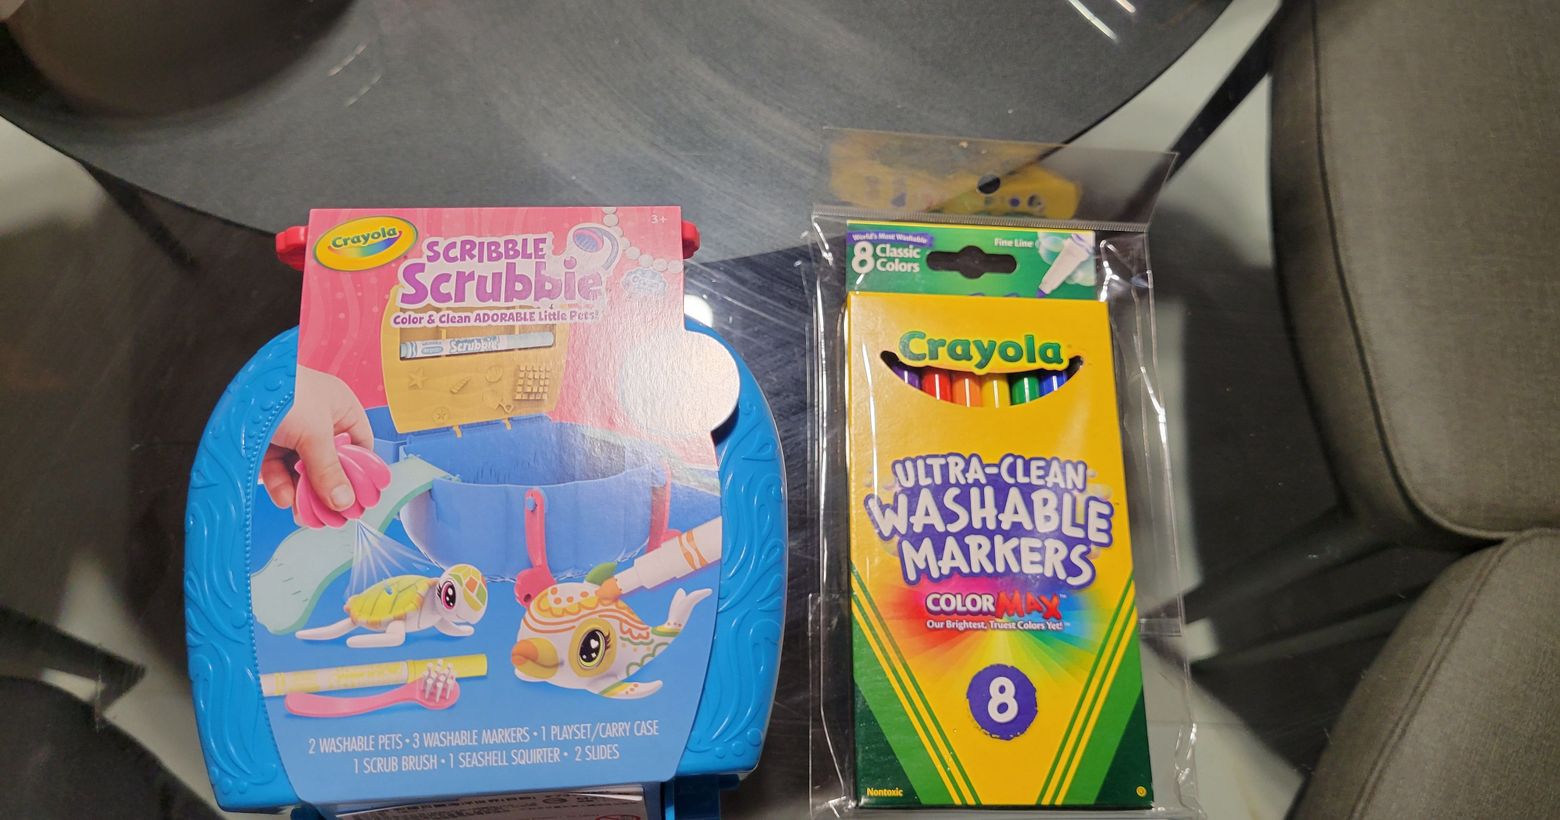 Crayola
3+
SCRIBBLE
Scrubbie
Color & Clean ADORABLE Little Pets!
Scrubbie
2 WASHABLE PETS • 3 WASHABLE MARKERS • 1 PLAYSET/CARRY CASE
1 SCRUB BRUSH • 1 SEASHELL SQUIRTER • 2 SLIDES
World's Most Washable
8 Classic
Colors
Fine Line
Crayola
ULTRA-CLEAN
WASHABLE
MARKERS
COLORMAX™
Our Brightest, Truest Colors Yet!™
8
Nontoxic